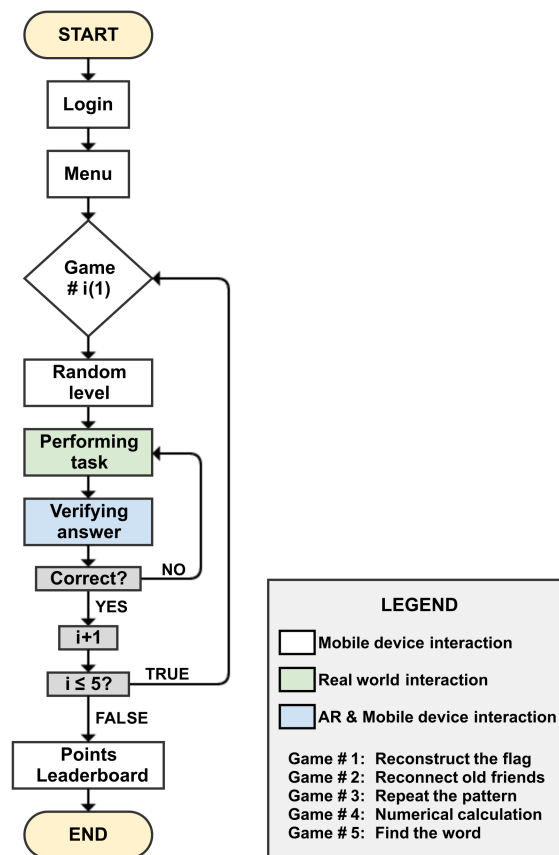 START
Login
Menu
Game
# i(1)
Random
level
Performing
task
Verifying
answer
Correct?
NO
YES
i+1
i ≤ 5?
TRUE
FALSE
Points
Leaderboard
END
LEGEND
Mobile device interaction
Real world interaction
AR & Mobile device interaction
Game # 1: Reconstruct the flag
Game # 2: Reconnect old friends
Game # 3: Repeat the pattern
Game # 4: Numerical calculation
Game # 5: Find the word